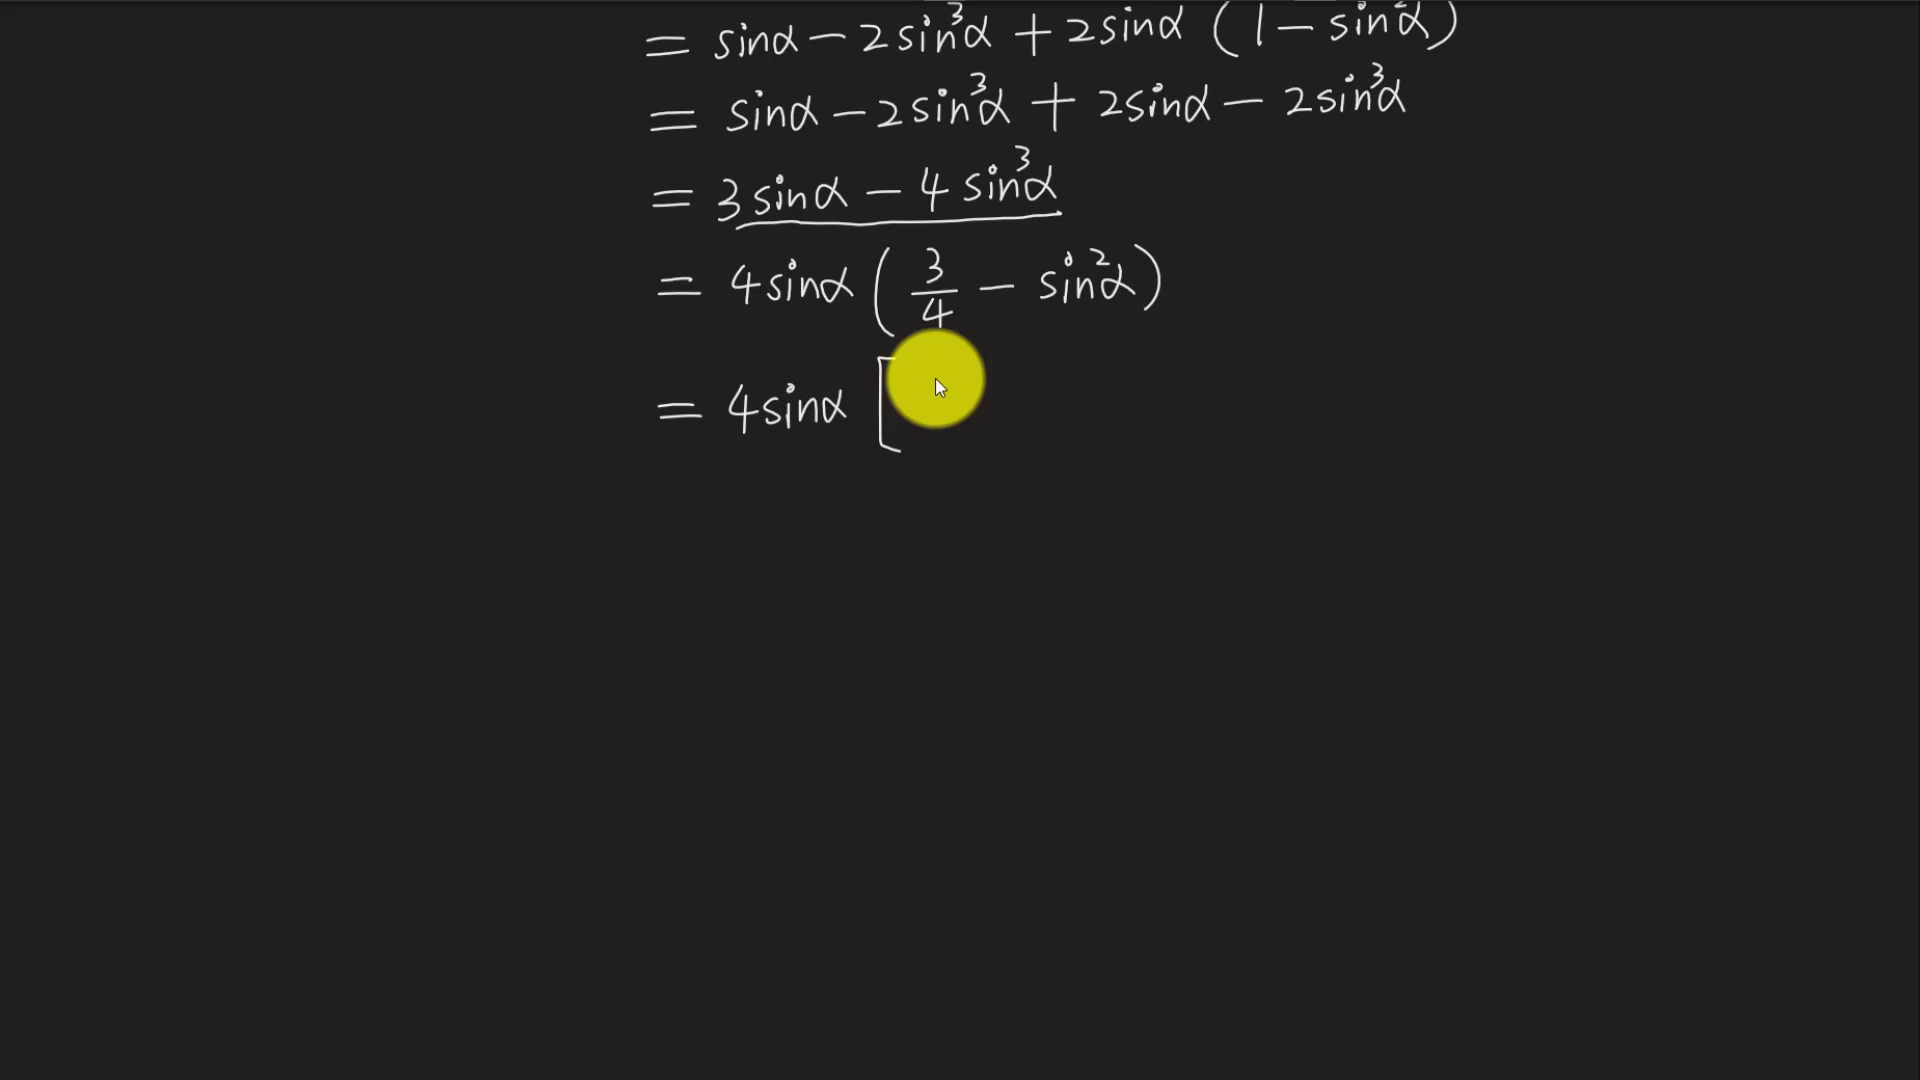 = sinα − 2sin³α + 2sinα (1 − sin²α)
= sinα − 2sin³α + 2sinα − 2sin³α
= 3sinα − 4sin³α
= 4sinα (3/4 − sin²α)
= 4sinα [